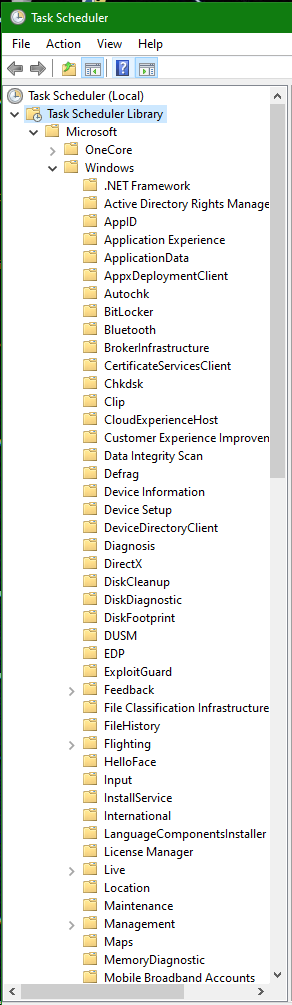 Task Scheduler
File Action View Help
Task Scheduler (Local)
Task Scheduler Library
Microsoft
OneCore
Windows
.NET Framework
Active Directory Rights Manage
AppID
Application Experience
ApplicationData
AppxDeploymentClient
Autochk
BitLocker
Bluetooth
BrokerInfrastructure
CertificateServicesClient
Chkdsk
Clip
CloudExperienceHost
Customer Experience Improven
Data Integrity Scan
Defrag
Device Information
Device Setup
DeviceDirectoryClient
Diagnosis
DirectX
DiskCleanup
DiskDiagnostic
DiskFootprint
DUSM
EDP
ExploitGuard
Feedback
File Classification Infrastructure
FileHistory
Flighting
HelloFace
Input
InstallService
International
LanguageComponentsInstaller
License Manager
Live
Location
Maintenance
Management
Maps
MemoryDiagnostic
Mobile Broadband Accounts